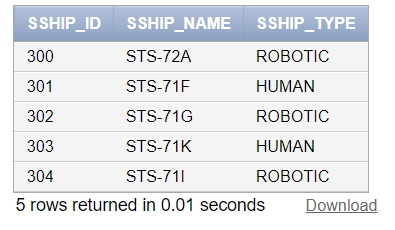 SSHIP_ID SSHIP_NAME SSHIP_TYPE
300 STS-72A ROBOTIC
301 STS-71F HUMAN
302 STS-71G ROBOTIC
303 STS-71K HUMAN
304 STS-71I ROBOTIC
5 rows returned in 0.01 seconds Download